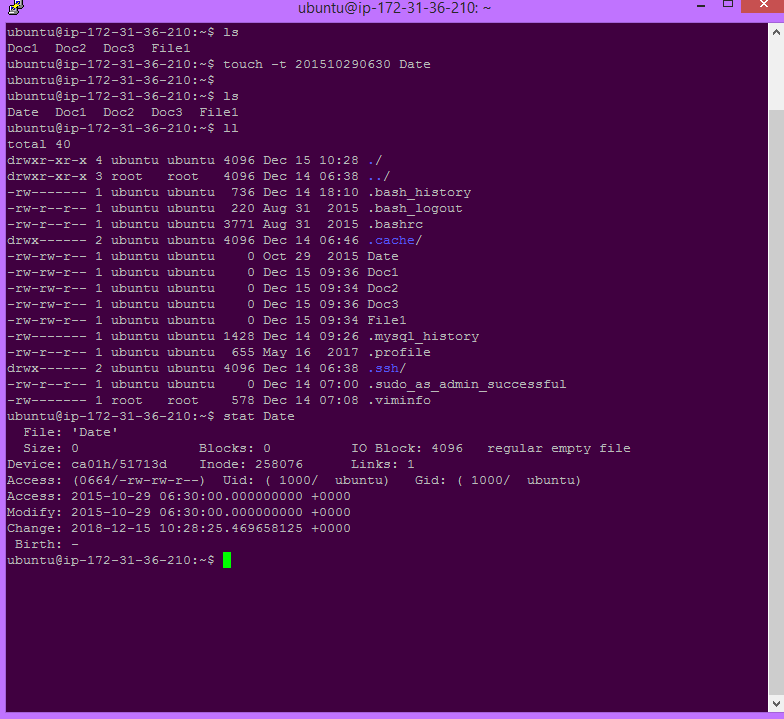 ubuntu@ip-172-31-36-210: ~
ubuntu@ip-172-31-36-210:~$ ls
Doc1  Doc2  Doc3  File1
ubuntu@ip-172-31-36-210:~$ touch -t 201510290630 Date
ubuntu@ip-172-31-36-210:~$
ubuntu@ip-172-31-36-210:~$ ls
Date  Doc1  Doc2  Doc3  File1
ubuntu@ip-172-31-36-210:~$ ll
total 40
drwxr-xr-x 4 ubuntu ubuntu 4096 Dec 15 10:28 ./
drwxr-xr-x 3 root   root   4096 Dec 14 06:38 ../
-rw------- 1 ubuntu ubuntu  736 Dec 14 18:10 .bash_history
-rw-r--r-- 1 ubuntu ubuntu  220 Aug 31  2015 .bash_logout
-rw-r--r-- 1 ubuntu ubuntu 3771 Aug 31  2015 .bashrc
drwx------ 2 ubuntu ubuntu 4096 Dec 14 06:46 .cache/
-rw-rw-r-- 1 ubuntu ubuntu    0 Oct 29  2015 Date
-rw-rw-r-- 1 ubuntu ubuntu    0 Dec 15 09:36 Doc1
-rw-rw-r-- 1 ubuntu ubuntu    0 Dec 15 09:34 Doc2
-rw-rw-r-- 1 ubuntu ubuntu    0 Dec 15 09:36 Doc3
-rw-rw-r-- 1 ubuntu ubuntu    0 Dec 15 09:34 File1
-rw------- 1 ubuntu ubuntu 1428 Dec 14 09:26 .mysql_history
-rw-r--r-- 1 ubuntu ubuntu  655 May 16  2017 .profile
drwx------ 2 ubuntu ubuntu 4096 Dec 14 06:38 .ssh/
-rw-r--r-- 1 ubuntu ubuntu    0 Dec 14 07:00 .sudo_as_admin_successful
-rw------- 1 root   root    578 Dec 14 07:08 .viminfo
ubuntu@ip-172-31-36-210:~$ stat Date
  File: 'Date'
  Size: 0               Blocks: 0          IO Block: 4096   regular empty file
Device: ca01h/51713d    Inode: 258076      Links: 1
Access: (0664/-rw-rw-r--)  Uid: ( 1000/  ubuntu)   Gid: ( 1000/  ubuntu)
Access: 2015-10-29 06:30:00.000000000 +0000
Modify: 2015-10-29 06:30:00.000000000 +0000
Change: 2018-12-15 10:28:25.469658125 +0000
 Birth: -
ubuntu@ip-172-31-36-210:~$